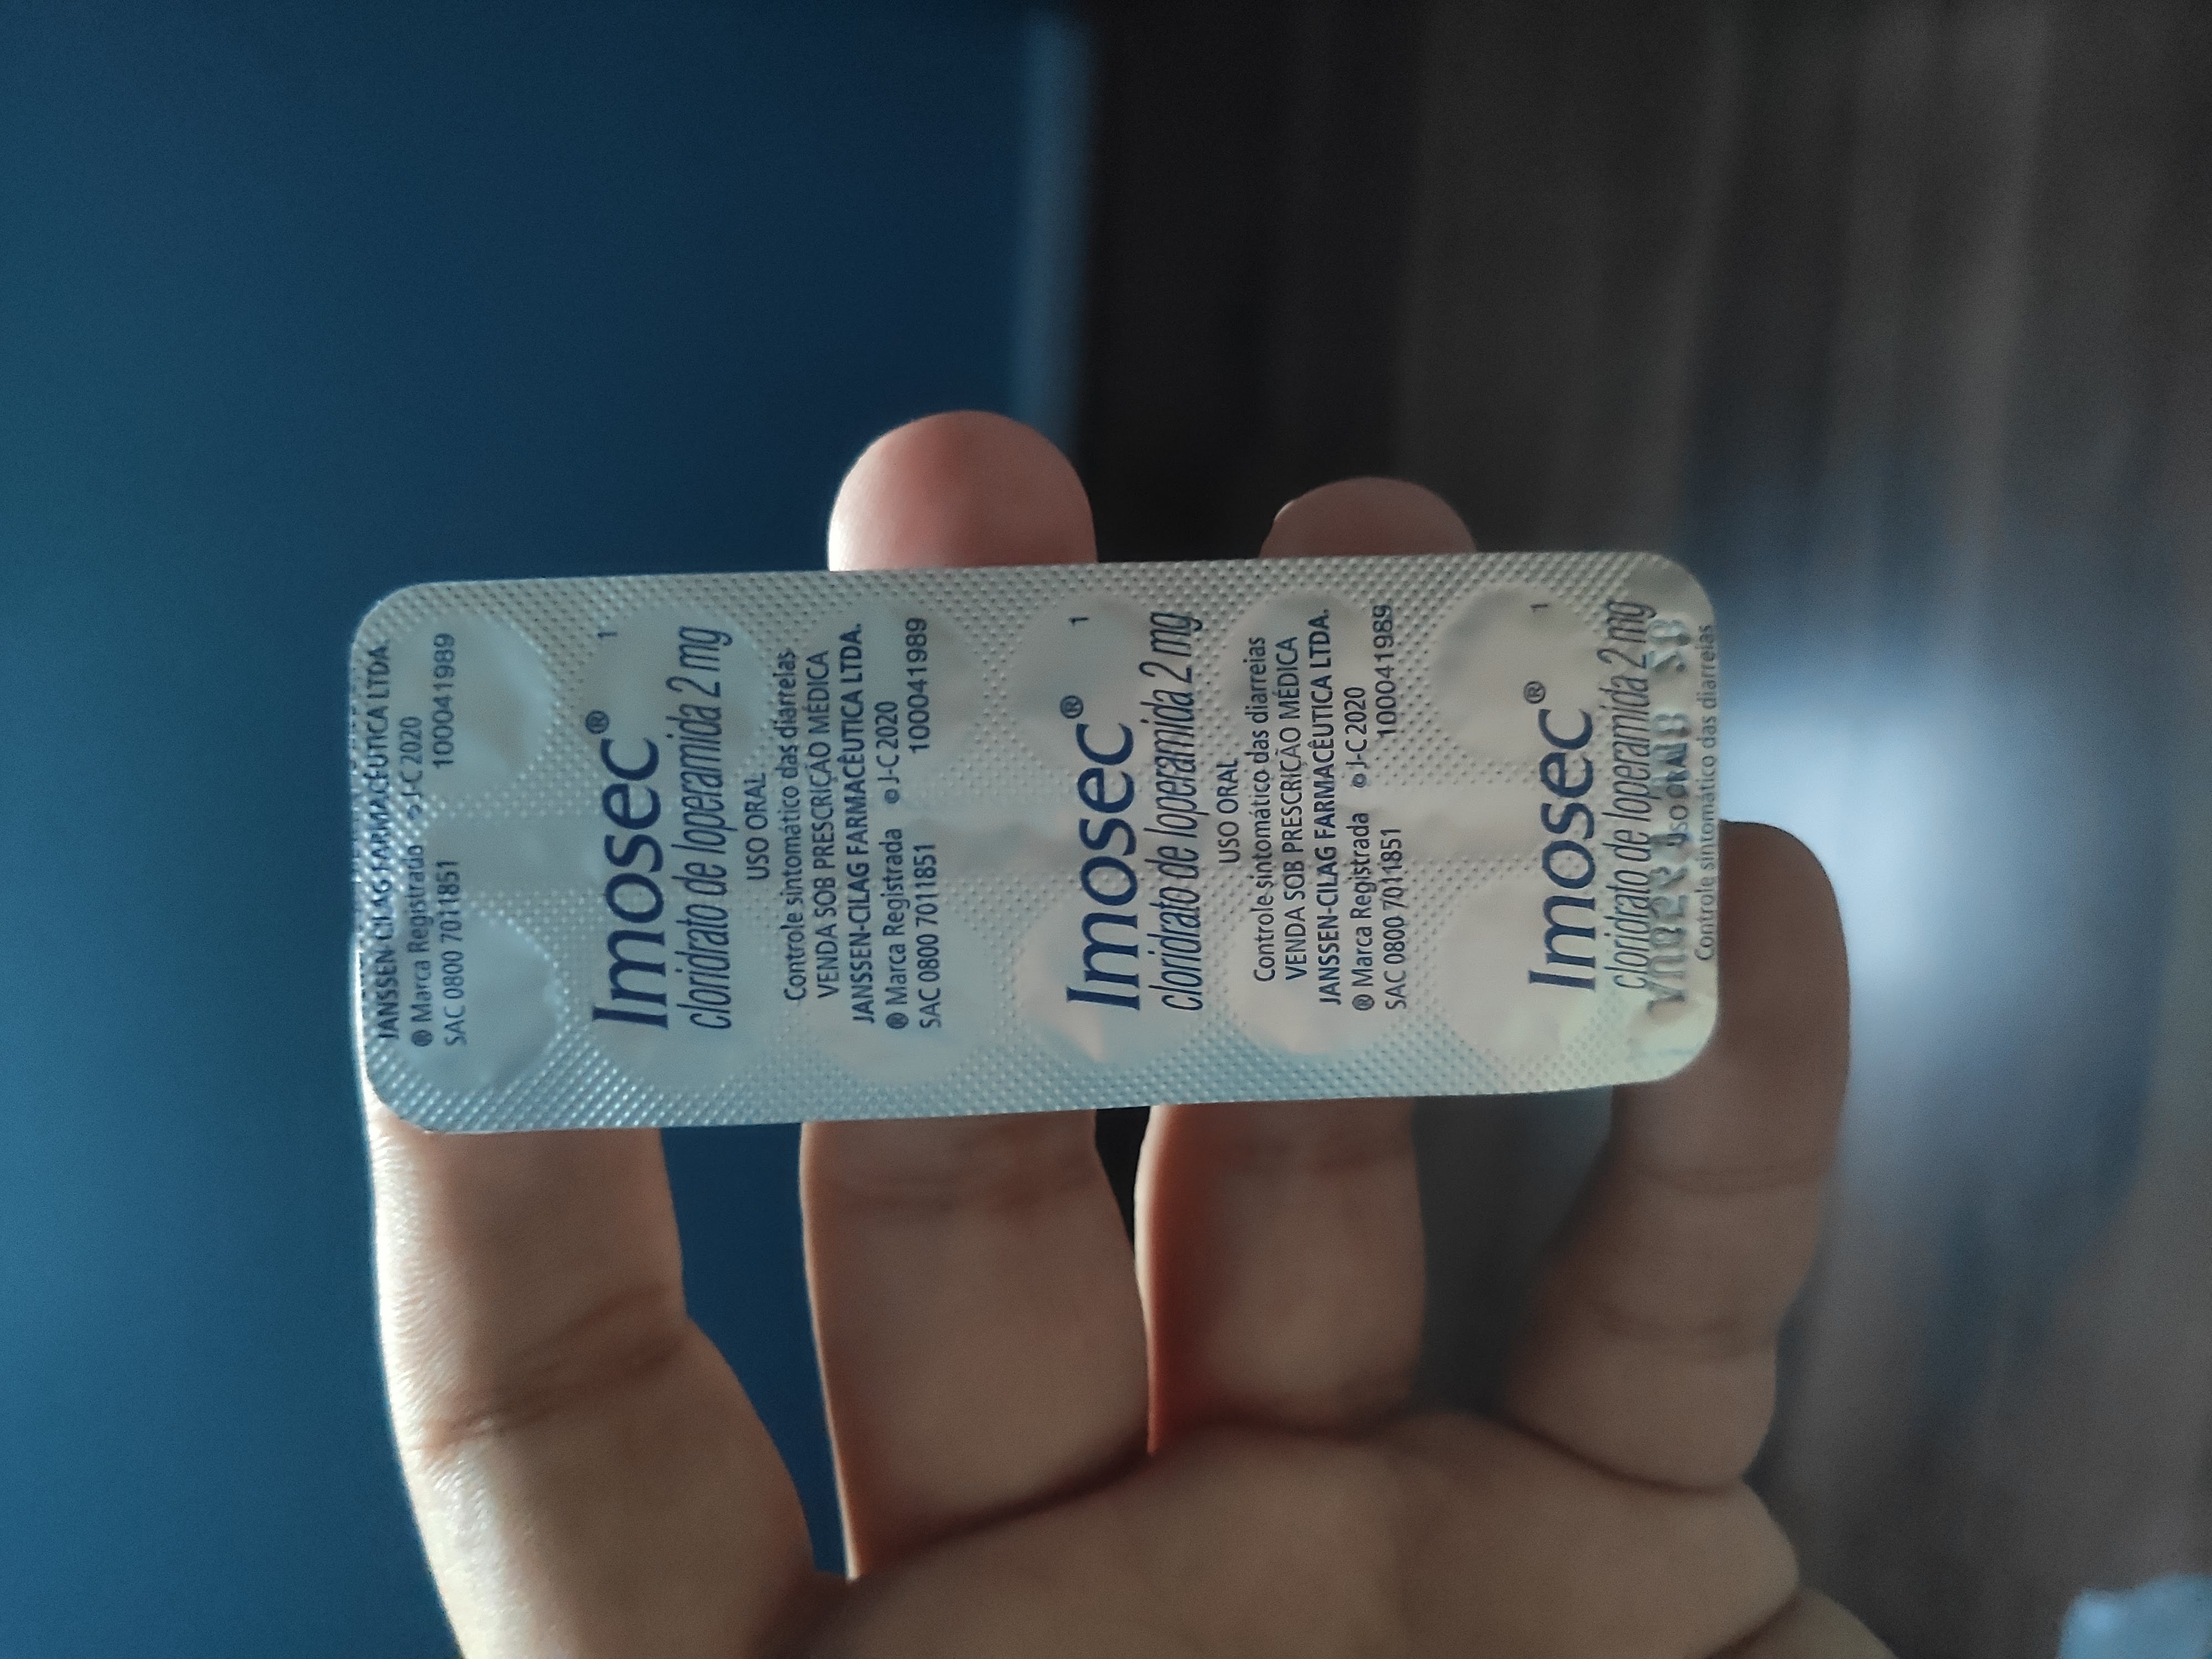 JANSSEN-CILAG FARMACÊUTICA LTDA.
® Marca Registrada © J-C 2020
SAC 0800 7011851 100041989
Imosec® 1
cloridrato de loperamida 2 mg
USO ORAL
Controle sintomático das diarreias
VENDA SOB PRESCRIÇÃO MÉDICA
JANSSEN-CILAG FARMACÊUTICA LTDA.
® Marca Registrada © J-C 2020
SAC 0800 7011851 100041989
Imosec® 1
cloridrato de loperamida 2 mg
USO ORAL
Controle sintomático das diarreias
VENDA SOB PRESCRIÇÃO MÉDICA
JANSSEN-CILAG FARMACÊUTICA LTDA.
® Marca Registrada © J-C 2020
SAC 0800 7011851 100041989
Imosec® 1
cloridrato de loperamida 2 mg
USO ORAL
Controle sintomático das diarreias